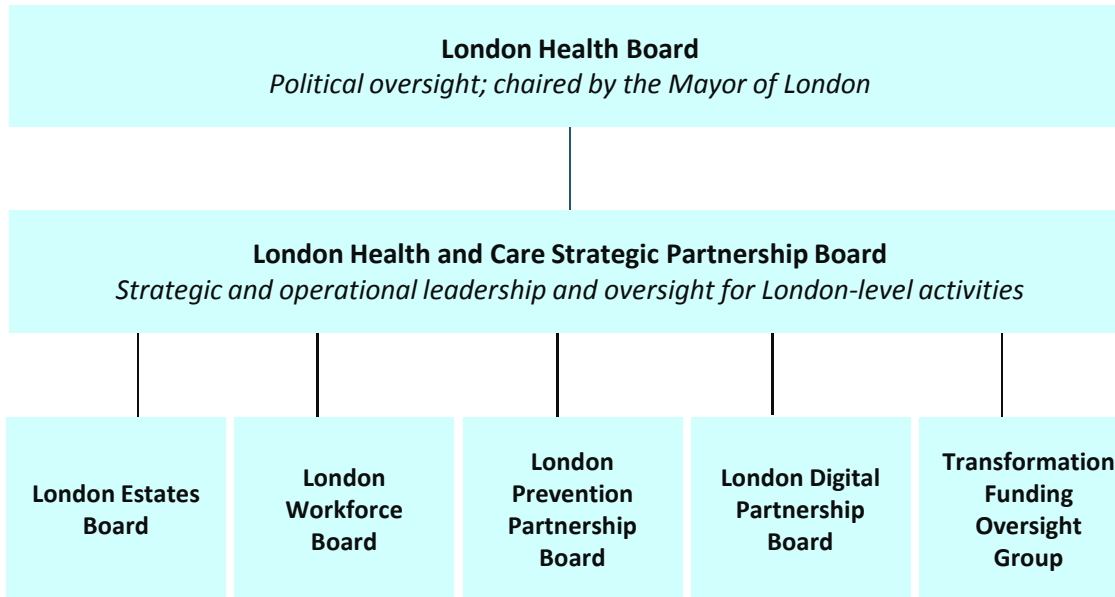 London Health Board
Political oversight; chaired by the Mayor of London
London Health and Care Strategic Partnership Board
Strategic and operational leadership and oversight for London-level activities
London Estates
Board
London
Workforce
Board
London
Prevention
Partnership
Board
London Digital
Partnership
Board
Transformation
Funding
Oversight
Group